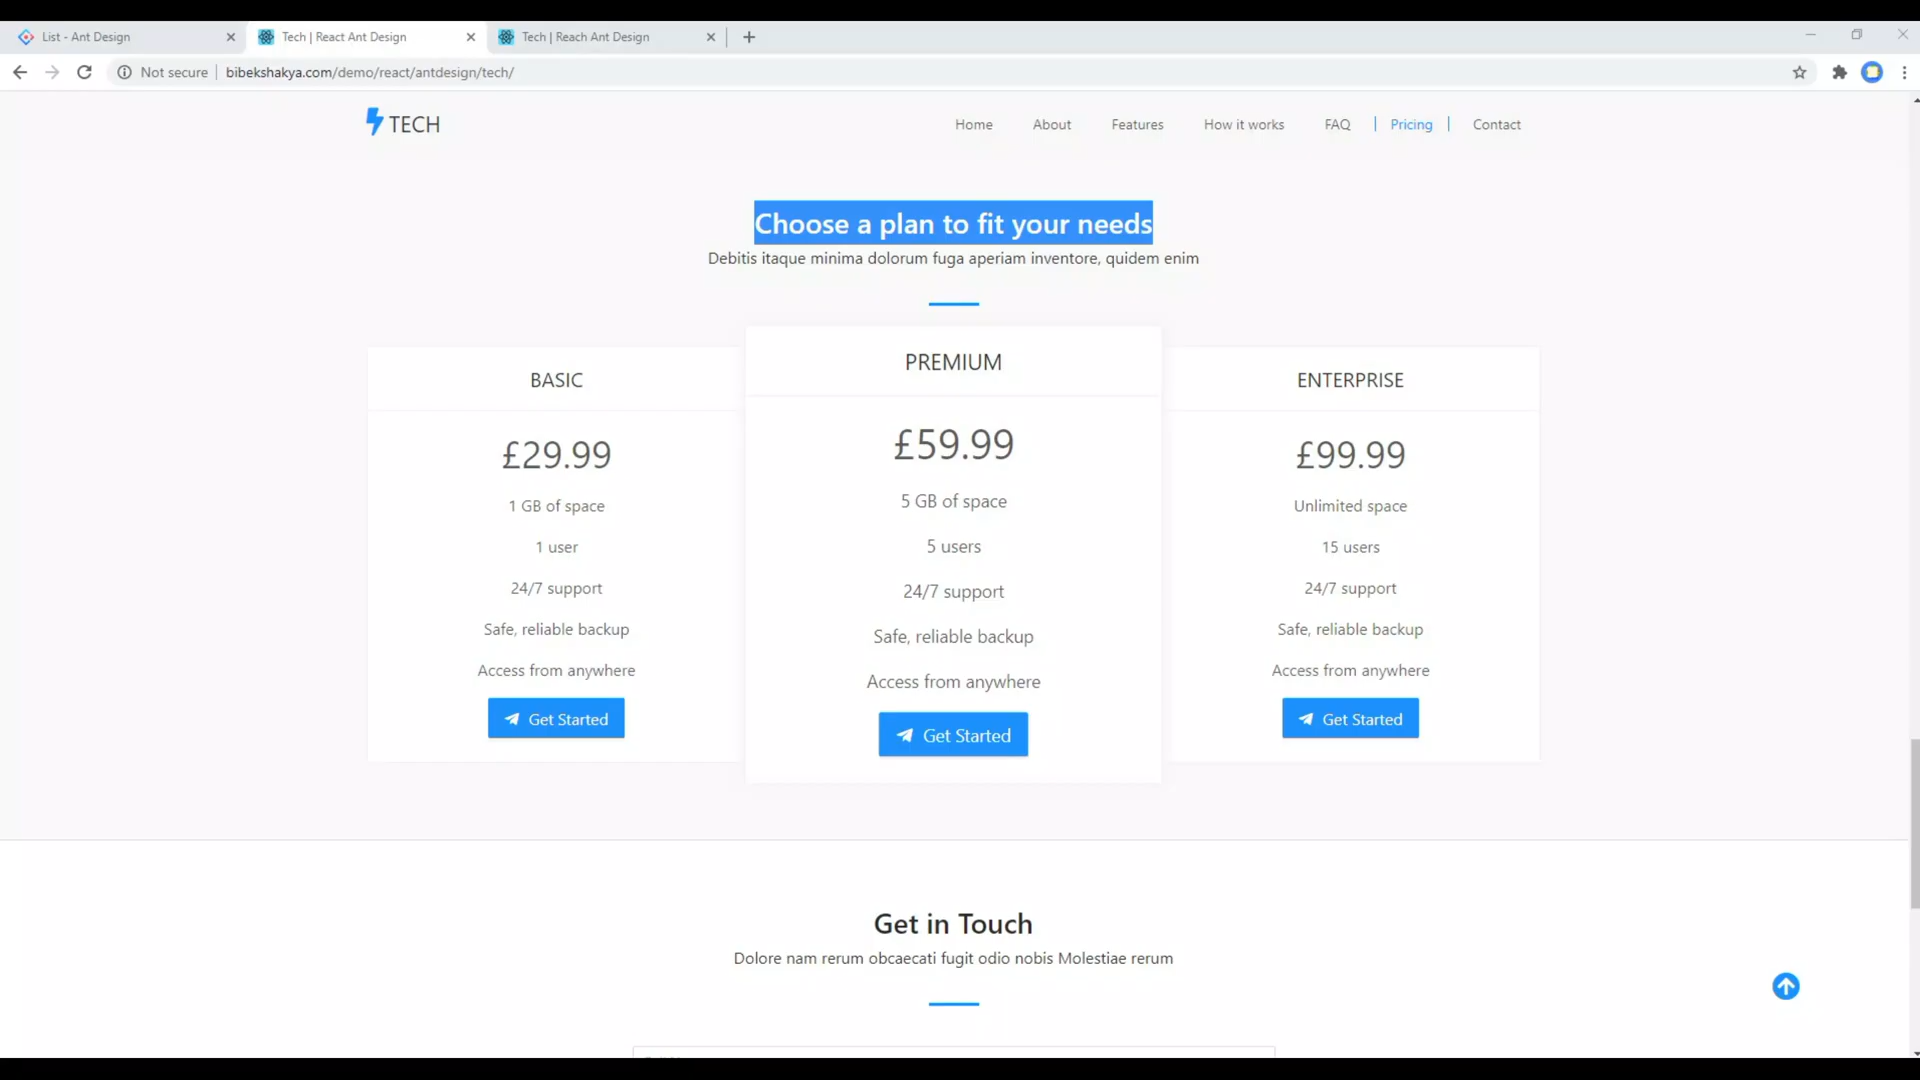 List - Ant Design
Tech | React Ant Design
Tech | Reach Ant Design
Not secure
bibekshakya.com/demo/react/antdesign/tech/
TECH
Home
About
Features
How it works
FAQ
Pricing
Contact
Choose a plan to fit your needs
Debitis itaque minima dolorum fuga aperiam inventore, quidem enim
BASIC
£29.99
1 GB of space
1 user
24/7 support
Safe, reliable backup
Access from anywhere
Get Started
PREMIUM
£59.99
5 GB of space
5 users
24/7 support
Safe, reliable backup
Access from anywhere
Get Started
ENTERPRISE
£99.99
Unlimited space
15 users
24/7 support
Safe, reliable backup
Access from anywhere
Get Started
Get in Touch
Dolore nam rerum obcaecati fugit odio nobis Molestiae rerum